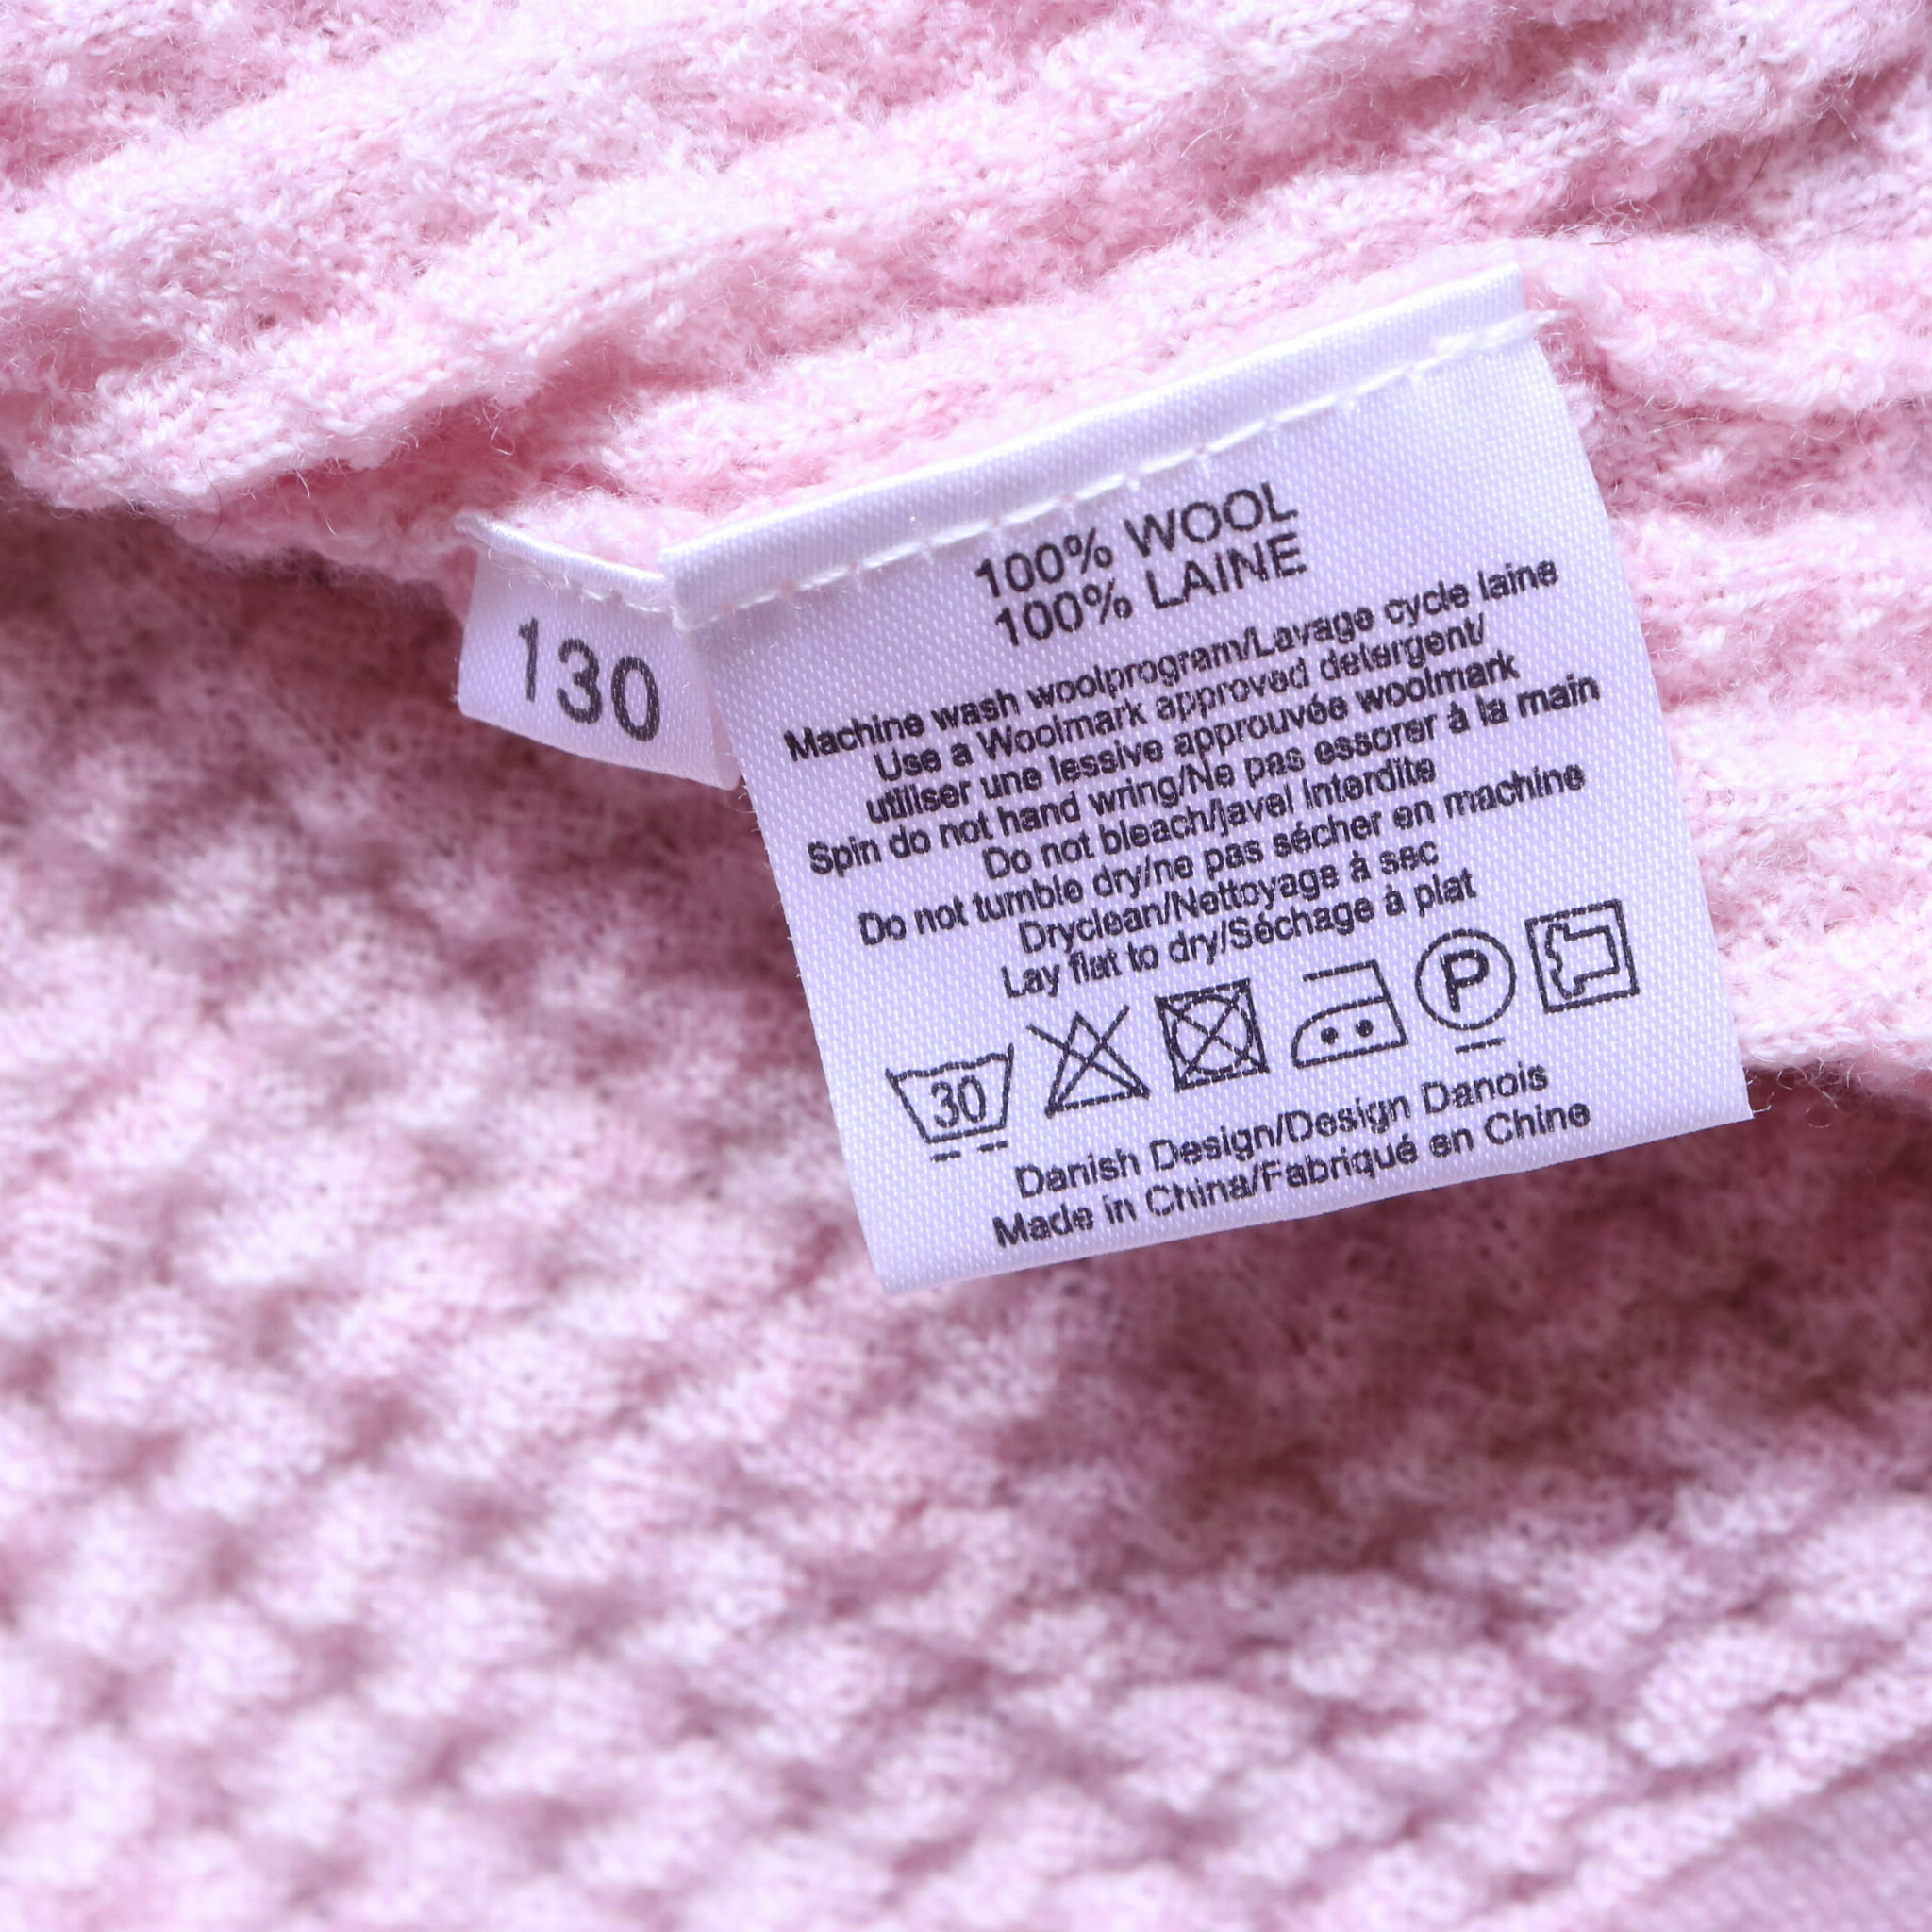 130
100% WOOL
100% LAINE
Machine wash woolprogram/Lavage cycle laine
Use a Woolmark approved detergent/
utiliser une lessive approuvée woolmark
Spin do not hand wring/Ne pas essorer à la main
Do not bleach/javel Interdite
Do not tumble dry/ne pas sécher en machine
Dryclean/Nettoyage à sec
Lay flat to dry/Séchage à plat
30 P
Danish Design/Design Danois
Made in China/Fabriqué en Chine